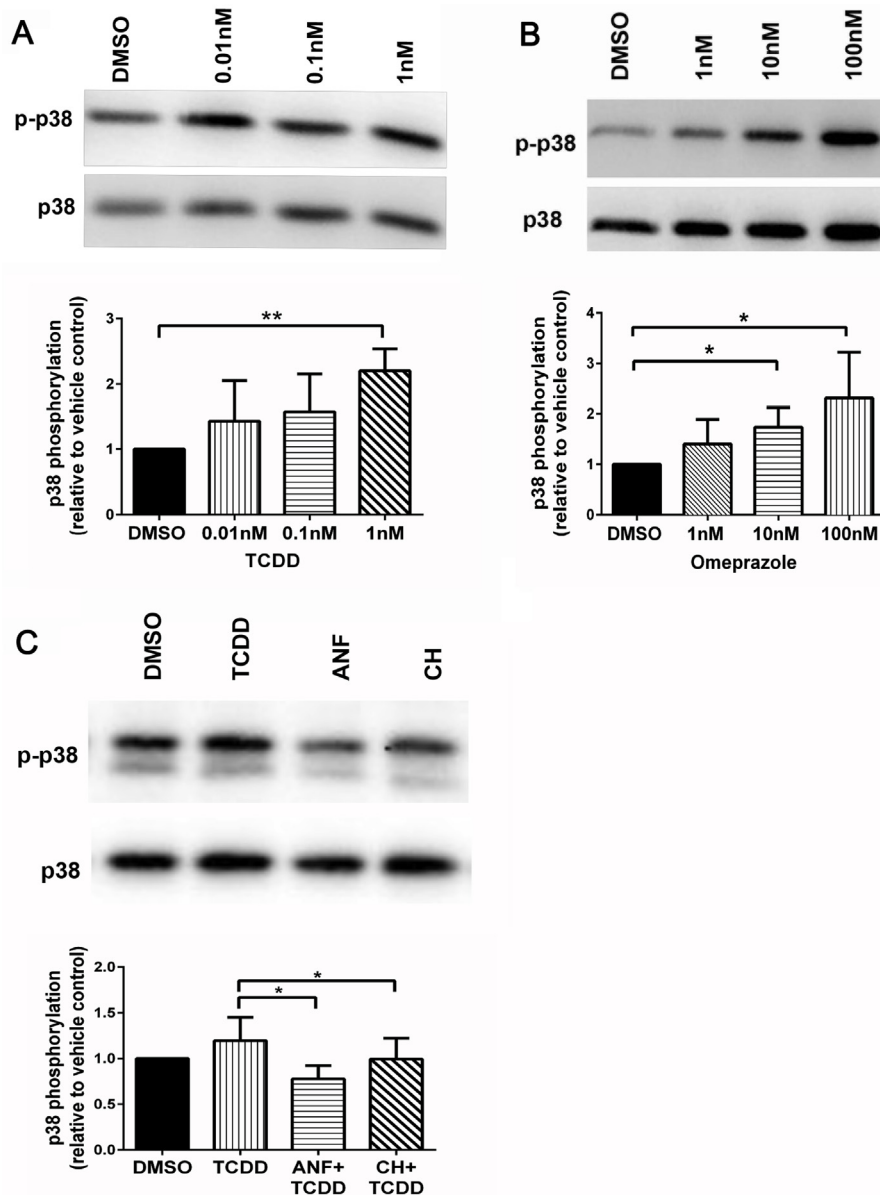 A
DMSO
0.01nM
0.1nM
1nM
p-p38
p38
p38 phosphorylation
(relative to vehicle control)
3
2
1
0
**
DMSO
0.01nM
0.1nM
1nM
TCDD
B
DMSO
1nM
10nM
100nM
p-p38
p38
p38 phosphorylation
(relative to vehicle control)
4
3
2
1
0
*
*
DMSO
1nM
10nM
100nM
Omeprazole
C
DMSO
TCDD
ANF
CH
p-p38
p38
p38 phosphorylation
(relative to vehicle control)
2.0
1.5
1.0
0.5
0.0
*
*
DMSO
TCDD
ANF+
TCDD
CH+
TCDD